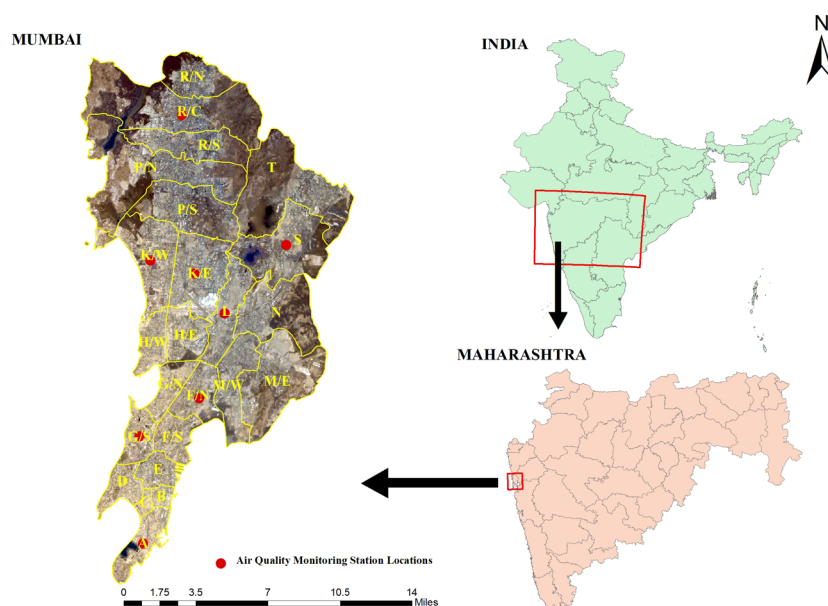 MUMBAI
INDIA
N
R/N
R/C
R/S
P/N
T
P/S
S
K/W
K/E
L
N
H/W
H/E
G/N
M/W
M/E
F/N
G/S
F/S
E
D
B
C
A
MAHARASHTRA
Air Quality Monitoring Station Locations
0 1.75 3.5 7 10.5 14
Miles